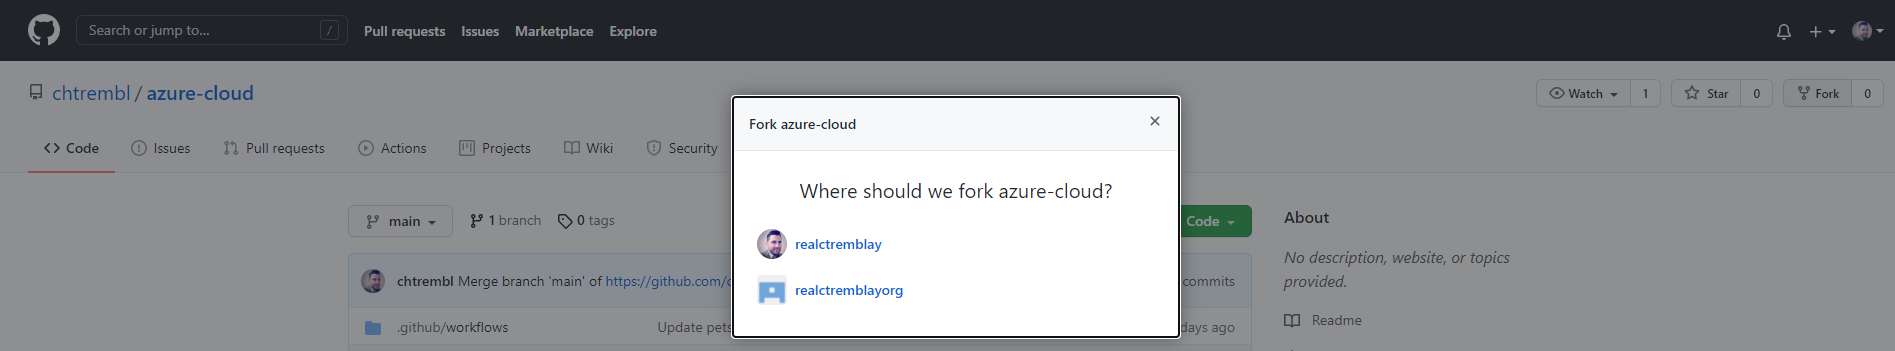 Search or jump to... / Pull requests Issues Marketplace Explore
chtrembl / azure-cloud Watch 1 Star 0 Fork 0
Fork azure-cloud
Code Issues Pull requests Actions Projects Wiki Security
Where should we fork azure-cloud?
main 1 branch 0 tags Code About
realctremblay
No description, website, or topics
provided.
chtrembl Merge branch 'main' of https://github.com/ commits
realctremblayorg
Readme
.github/workflows Update pets days ago